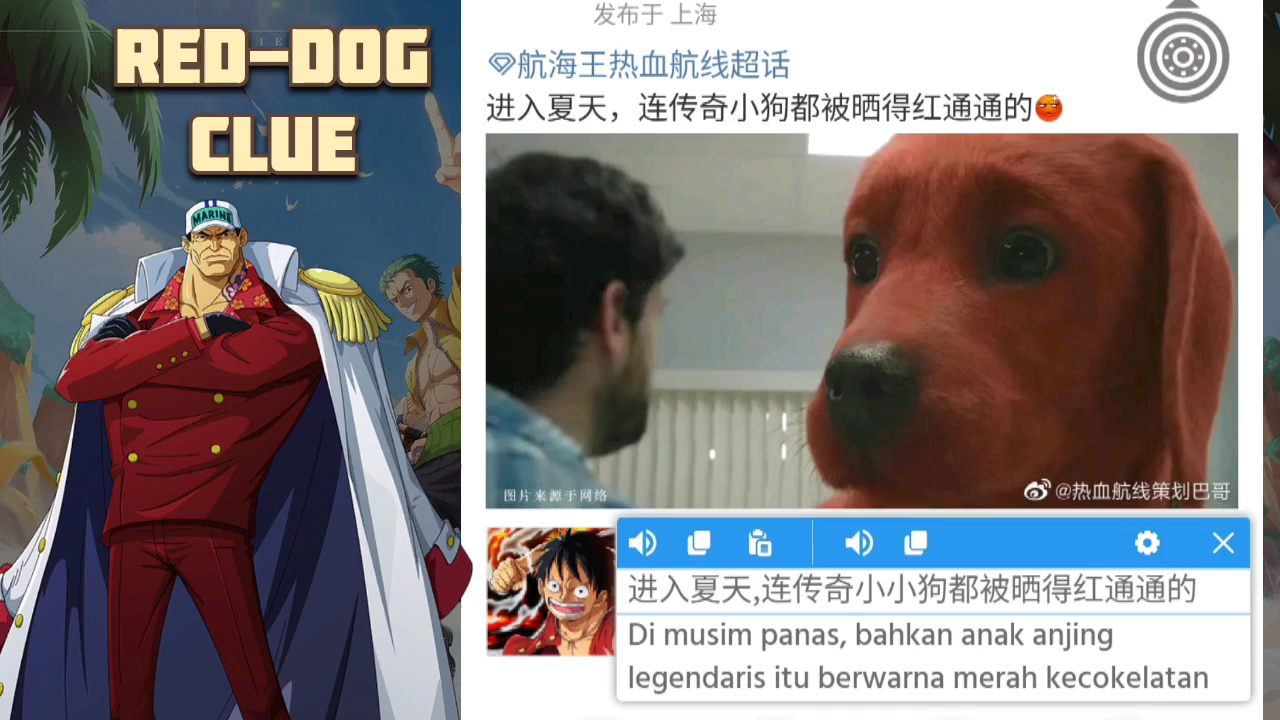 RED-DOG
CLUE
MARINE
发布于 上海
航海王热血航线超话
进入夏天，连传奇小狗都被晒得红通通的
图片来源于网络
@热血航线策划巴哥
进入夏天,连传奇小小狗都被晒得红通通的
Di musim panas, bahkan anak anjing
legendaris itu berwarna merah kecokelatan